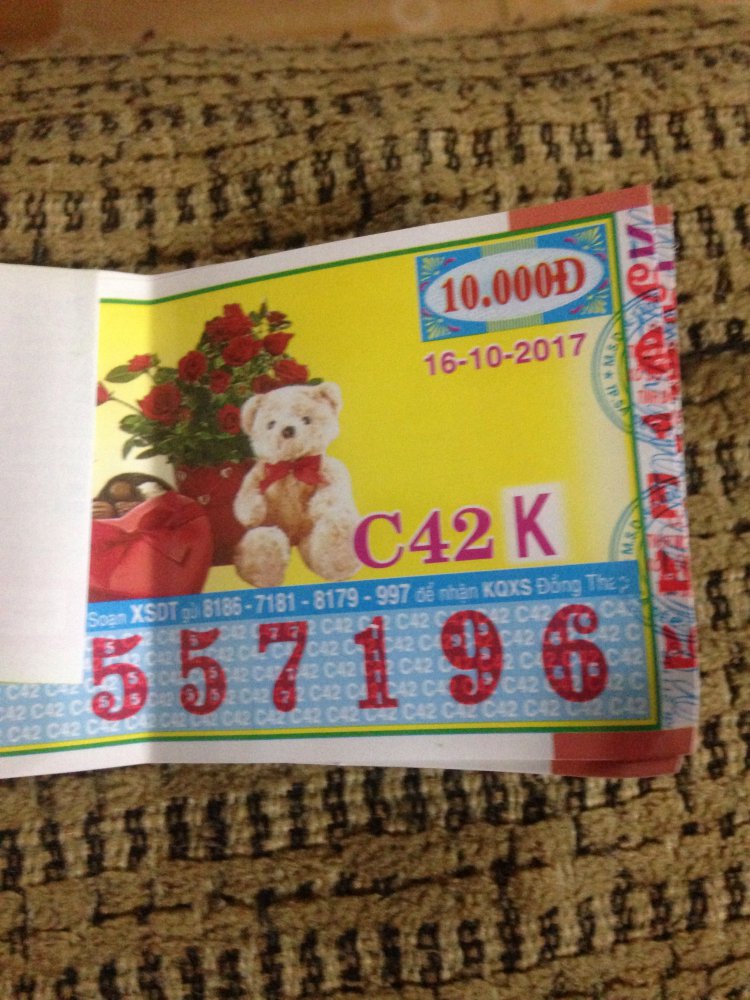 10.000Đ
16-10-2017
C42 K
Soạn XSDT gửi 8186 - 7181 - 8179 - 997 để nhận KQXS Đồng Tháp
557196